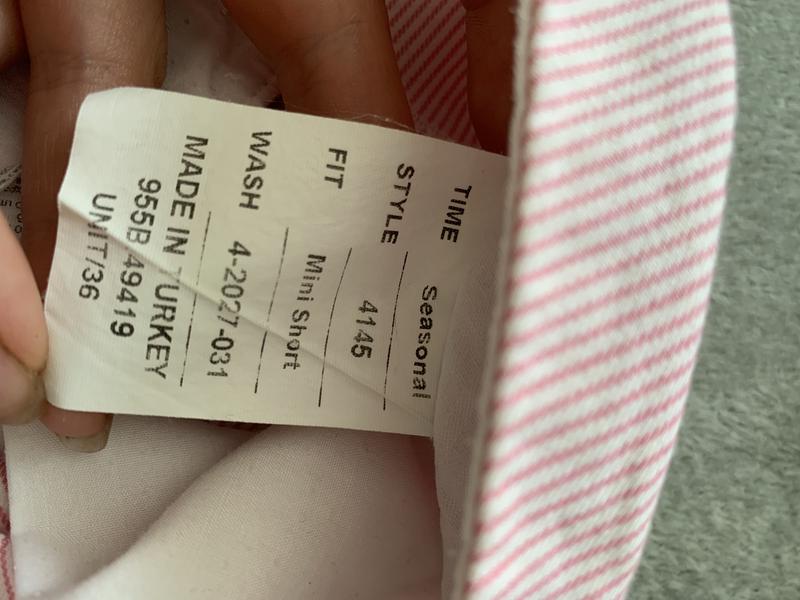 TIME Seasonal
STYLE 4145
FIT Mini Short
WASH 4-2027-031
MADE IN TURKEY
955B 49419
UNIT/36